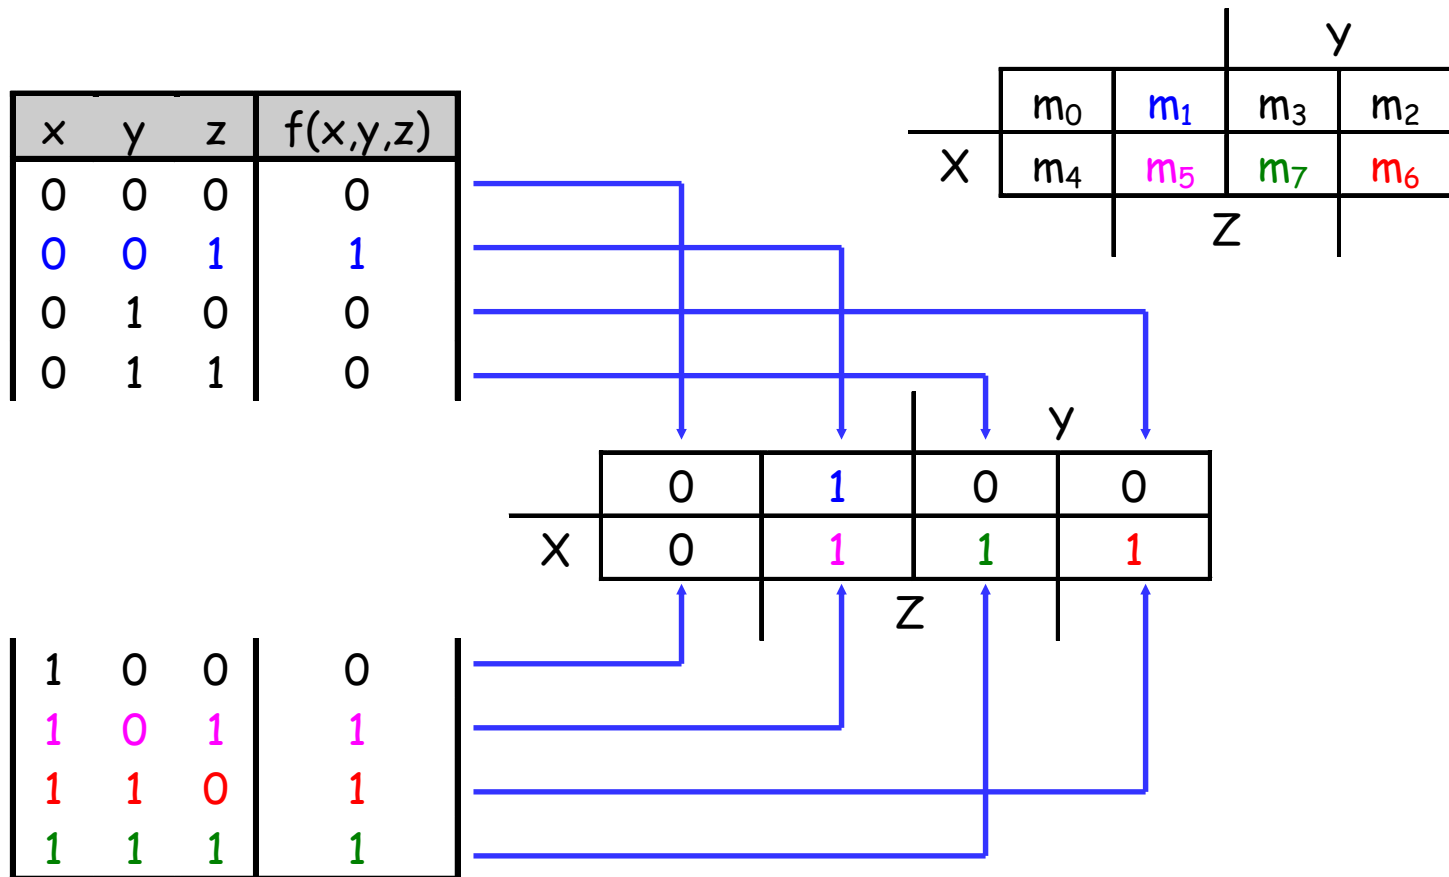 x y z f(x,y,z)
0 0 0 0
0 0 1 1
0 1 0 0
0 1 1 0
1 0 0 0
1 0 1 1
1 1 0 1
1 1 1 1
Y
m₀ m₁ m₃ m₂
X m₄ m₅ m₇ m₆
Z
Y
0 1 0 0
X 0 1 1 1
Z